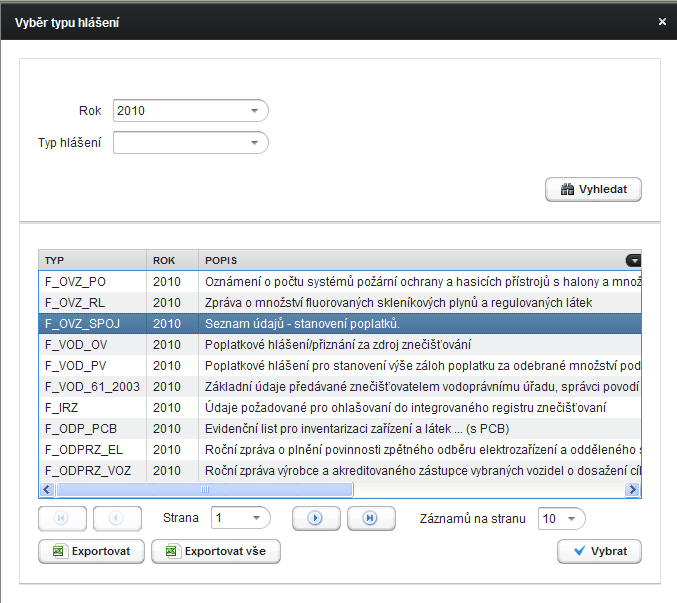 Vyběr typu hlášení
Rok 2010
Typ hlášení
Vyhledat
TYP ROK POPIS
F_OVZ_PO 2010 Oznámení o počtu systémů požární ochrany a hasicích přístrojů s halony a množ
F_OVZ_RL 2010 Zpráva o množství fluorovaných skleníkových plynů a regulovaných látek
F_OVZ_SPOJ 2010 Seznam údajů - stanovení poplatků.
F_VOD_OV 2010 Poplatkové hlášení/přiznání za zdroj znečišťování
F_VOD_PV 2010 Poplatkové hlášení pro stanovení výše záloh poplatku za odebrané množství pod
F_VOD_61_2003 2010 Základní údaje předávané znečišťovatelem vodoprávnímu úřadu, správci povodí
F_IRZ 2010 Údaje požadované pro ohlašování do integrovaného registru znečišťovaní
F_ODP_PCB 2010 Evidenční list pro inventarizaci zařízení a látek ... (s PCB)
F_ODPRZ_EL 2010 Roční zpráva o plnění povinnosti zpětného odběru elektrozařízení a odděleného s
F_ODPRZ_VOZ 2010 Roční zpráva výrobce a akreditovaného zástupce vybraných vozidel o dosažení cíl
Strana 1 Záznamů na stranu 10
Exportovat Exportovat vše Vybrat